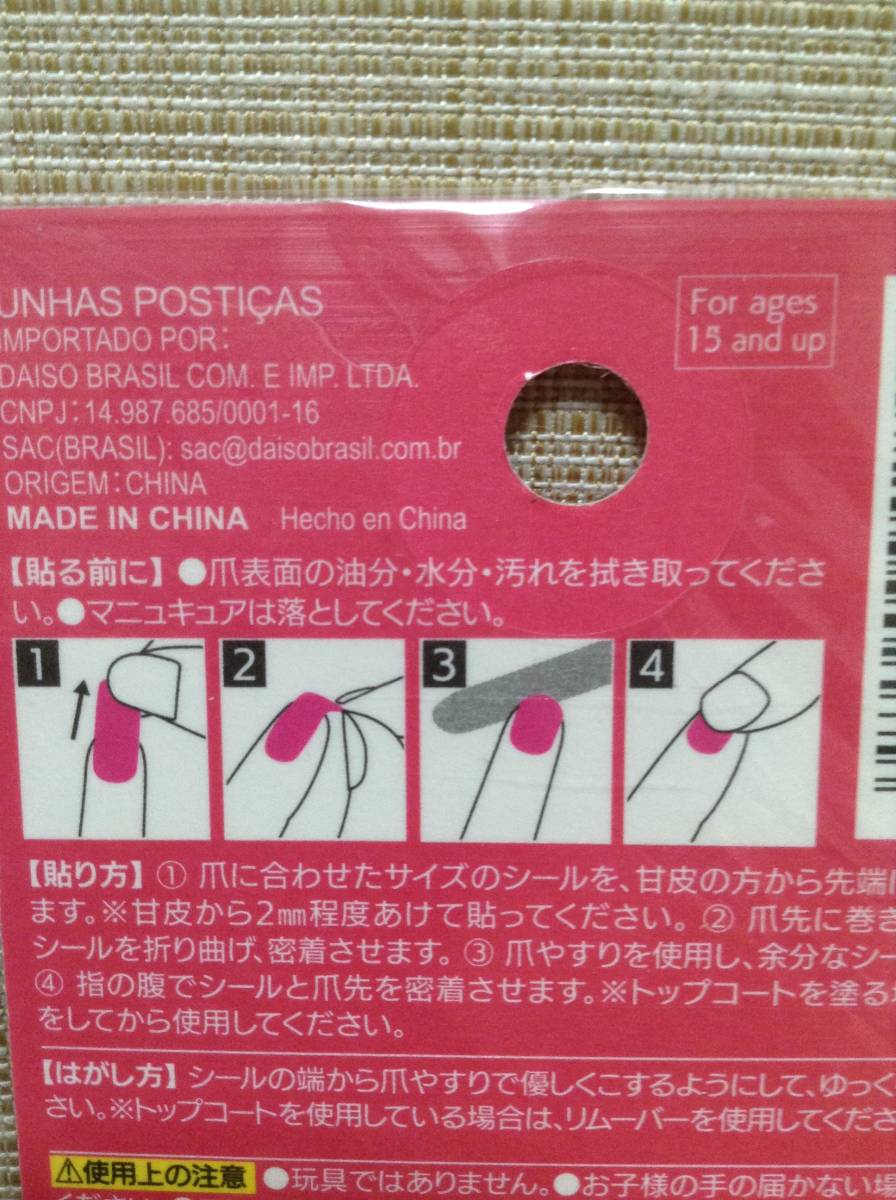 UNHAS POSTIÇAS
IMPORTADO POR:
DAISO BRASIL COM. E IMP. LTDA.
CNPJ:14.987.685/0001-16
SAC(BRASIL): sac@daisobrasil.com.br
ORIGEM:CHINA
MADE IN CHINA Hecho en China
For ages
15 and up
【貼る前に】●爪表面の油分・水分・汚れを拭き取ってくださ
い。●マニュキュアは落としてください。
1 2 3 4
【貼り方】① 爪に合わせたサイズのシールを、甘皮の方から先端
ます。※甘皮から2㎜程度あけて貼ってください。② 爪先に巻き
シールを折り曲げ、密着させます。③ 爪やすりを使用し、余分なシー
④ 指の腹でシールと爪先を密着させます。※トップコートを塗る
をしてから使用してください。
【はがし方】シールの端から爪やすりで優しくこするようにして、ゆっく
さい。※トップコートを使用している場合は、リムーバーを使用してくださ
⚠使用上の注意 ●玩具ではありません。●お子様の手の届かない
ください。